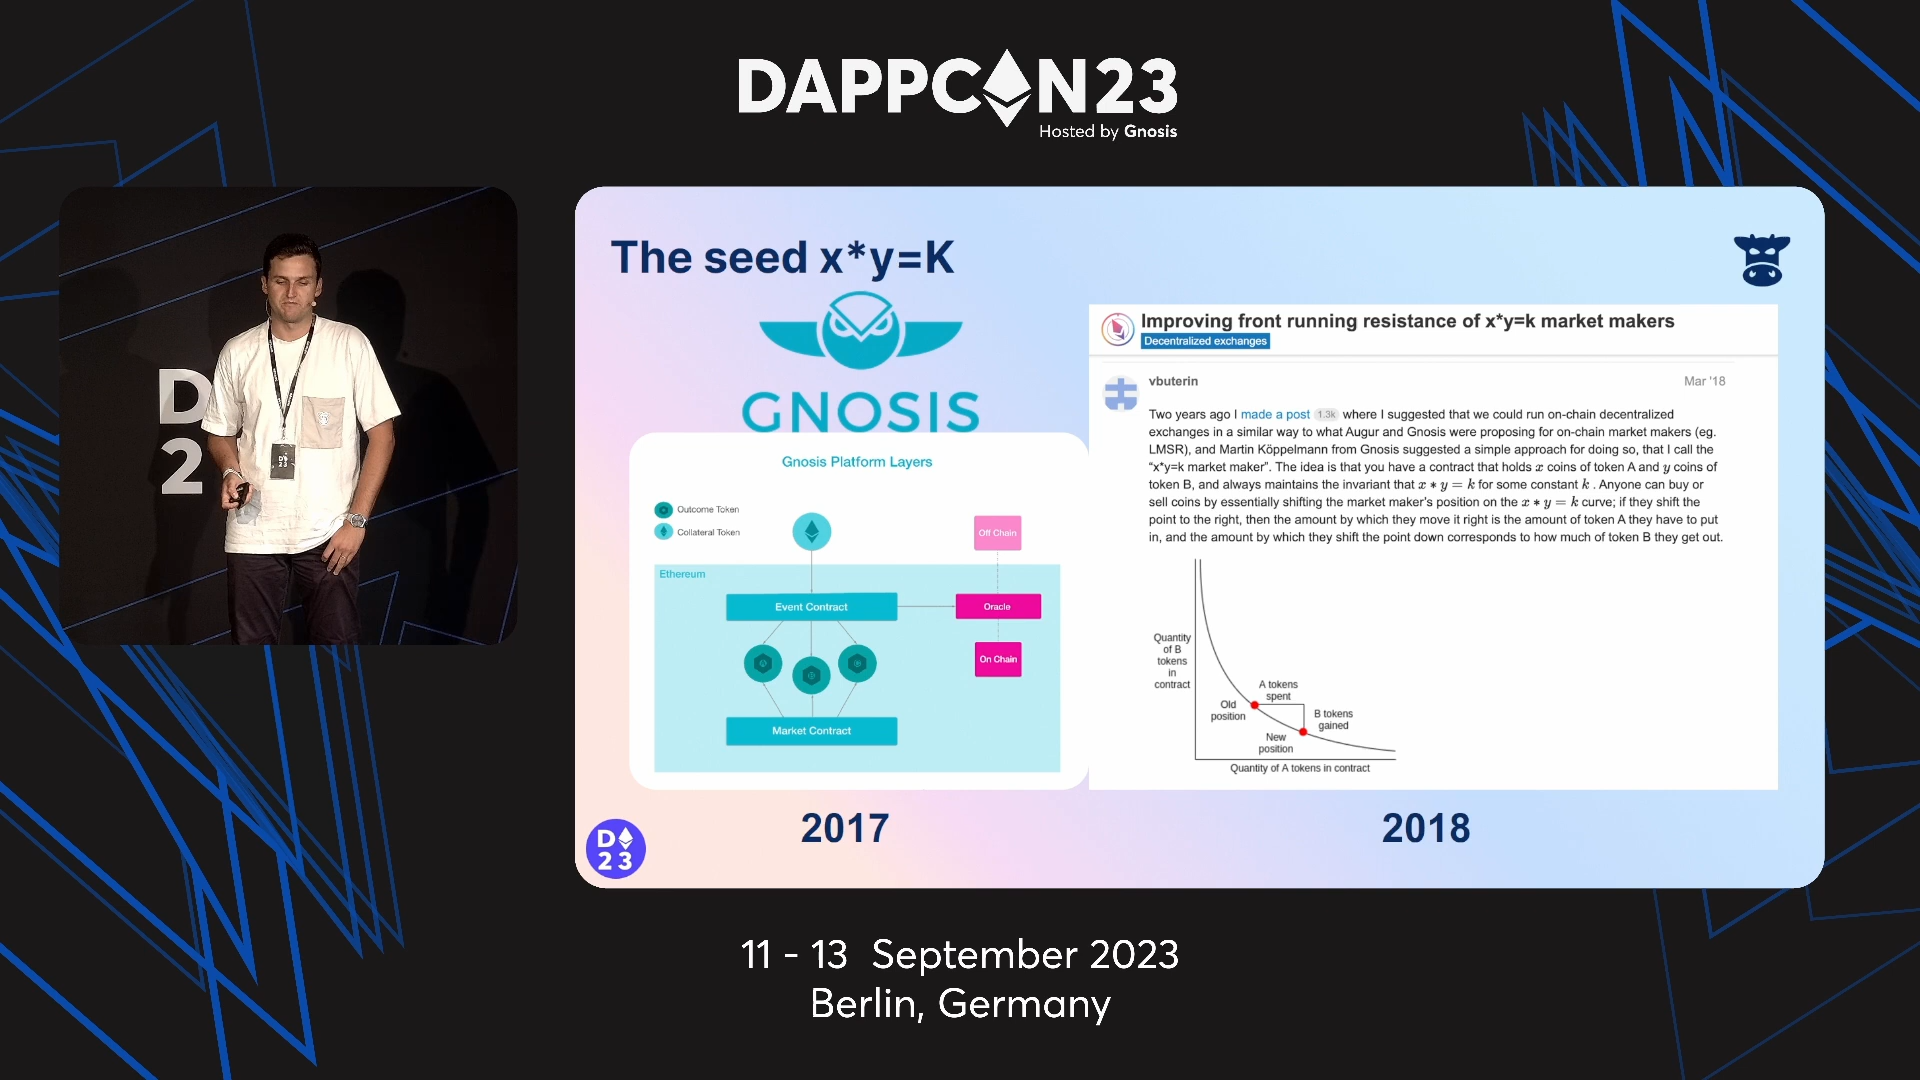 DAPPCON23
Hosted by Gnosis
D
2
The seed x*y=K
GNOSIS
Gnosis Platform Layers
Outcome Token
Collateral Token
Off Chain
Ethereum
Event Contract
Oracle
On Chain
Market Contract
2017
Improving front running resistance of x*y=k market makers
Decentralized exchanges
vbuterin
Mar '18
Two years ago I made a post 1.3k where I suggested that we could run on-chain decentralized
exchanges in a similar way to what Augur and Gnosis were proposing for on-chain market makers (eg.
LMSR), and Martin Köppelmann from Gnosis suggested a simple approach for doing so, that I call the
“x*y=k market maker”. The idea is that you have a contract that holds x coins of token A and y coins of
token B, and always maintains the invariant that x * y = k for some constant k . Anyone can buy or
sell coins by essentially shifting the market maker's position on the x * y = k curve; if they shift the
point to the right, then the amount by which they move it right is the amount of token A they have to put
in, and the amount by which they shift the point down corresponds to how much of token B they get out.
Quantity
of B
tokens
in
contract
A tokens
spent
Old
position
B tokens
gained
New
position
Quantity of A tokens in contract
2018
D
23
11 - 13 September 2023
Berlin, Germany